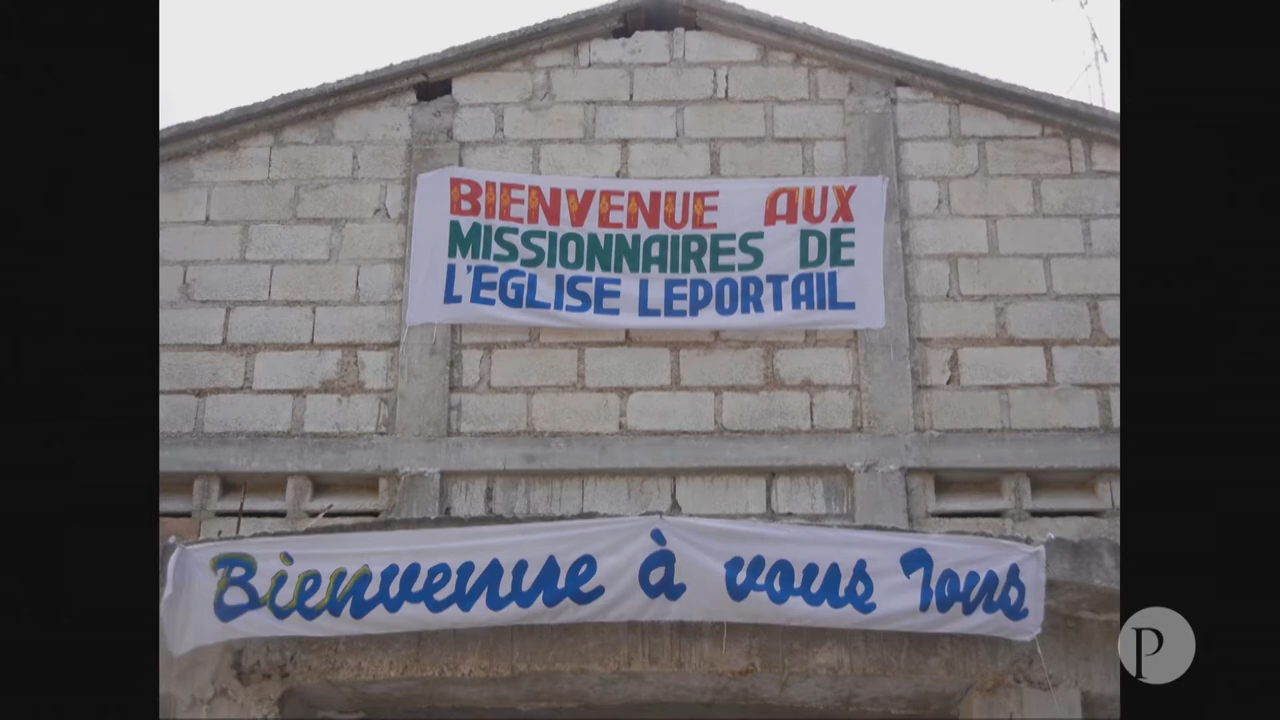 BIENVENUE AUX
MISSIONNAIRES DE
L'EGLISE LEPORTAIL
Bienvenue à vous Tous
P